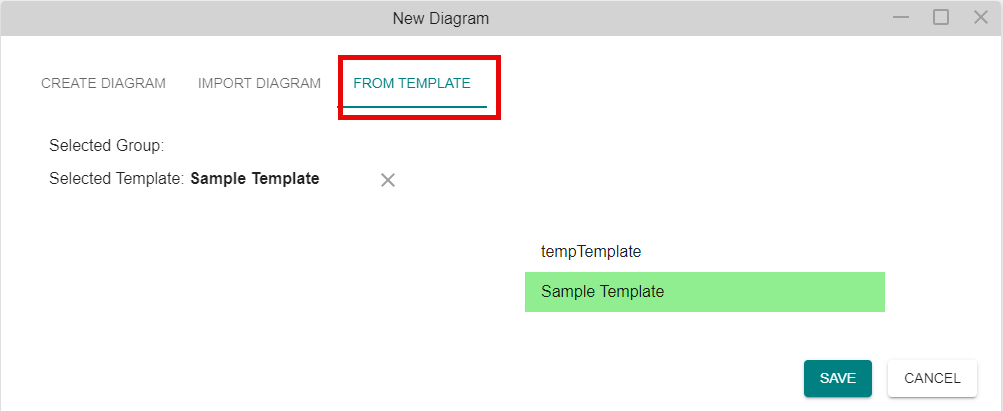 New Diagram
CREATE DIAGRAM IMPORT DIAGRAM FROM TEMPLATE
Selected Group:
Selected Template: Sample Template
tempTemplate
Sample Template
SAVE CANCEL